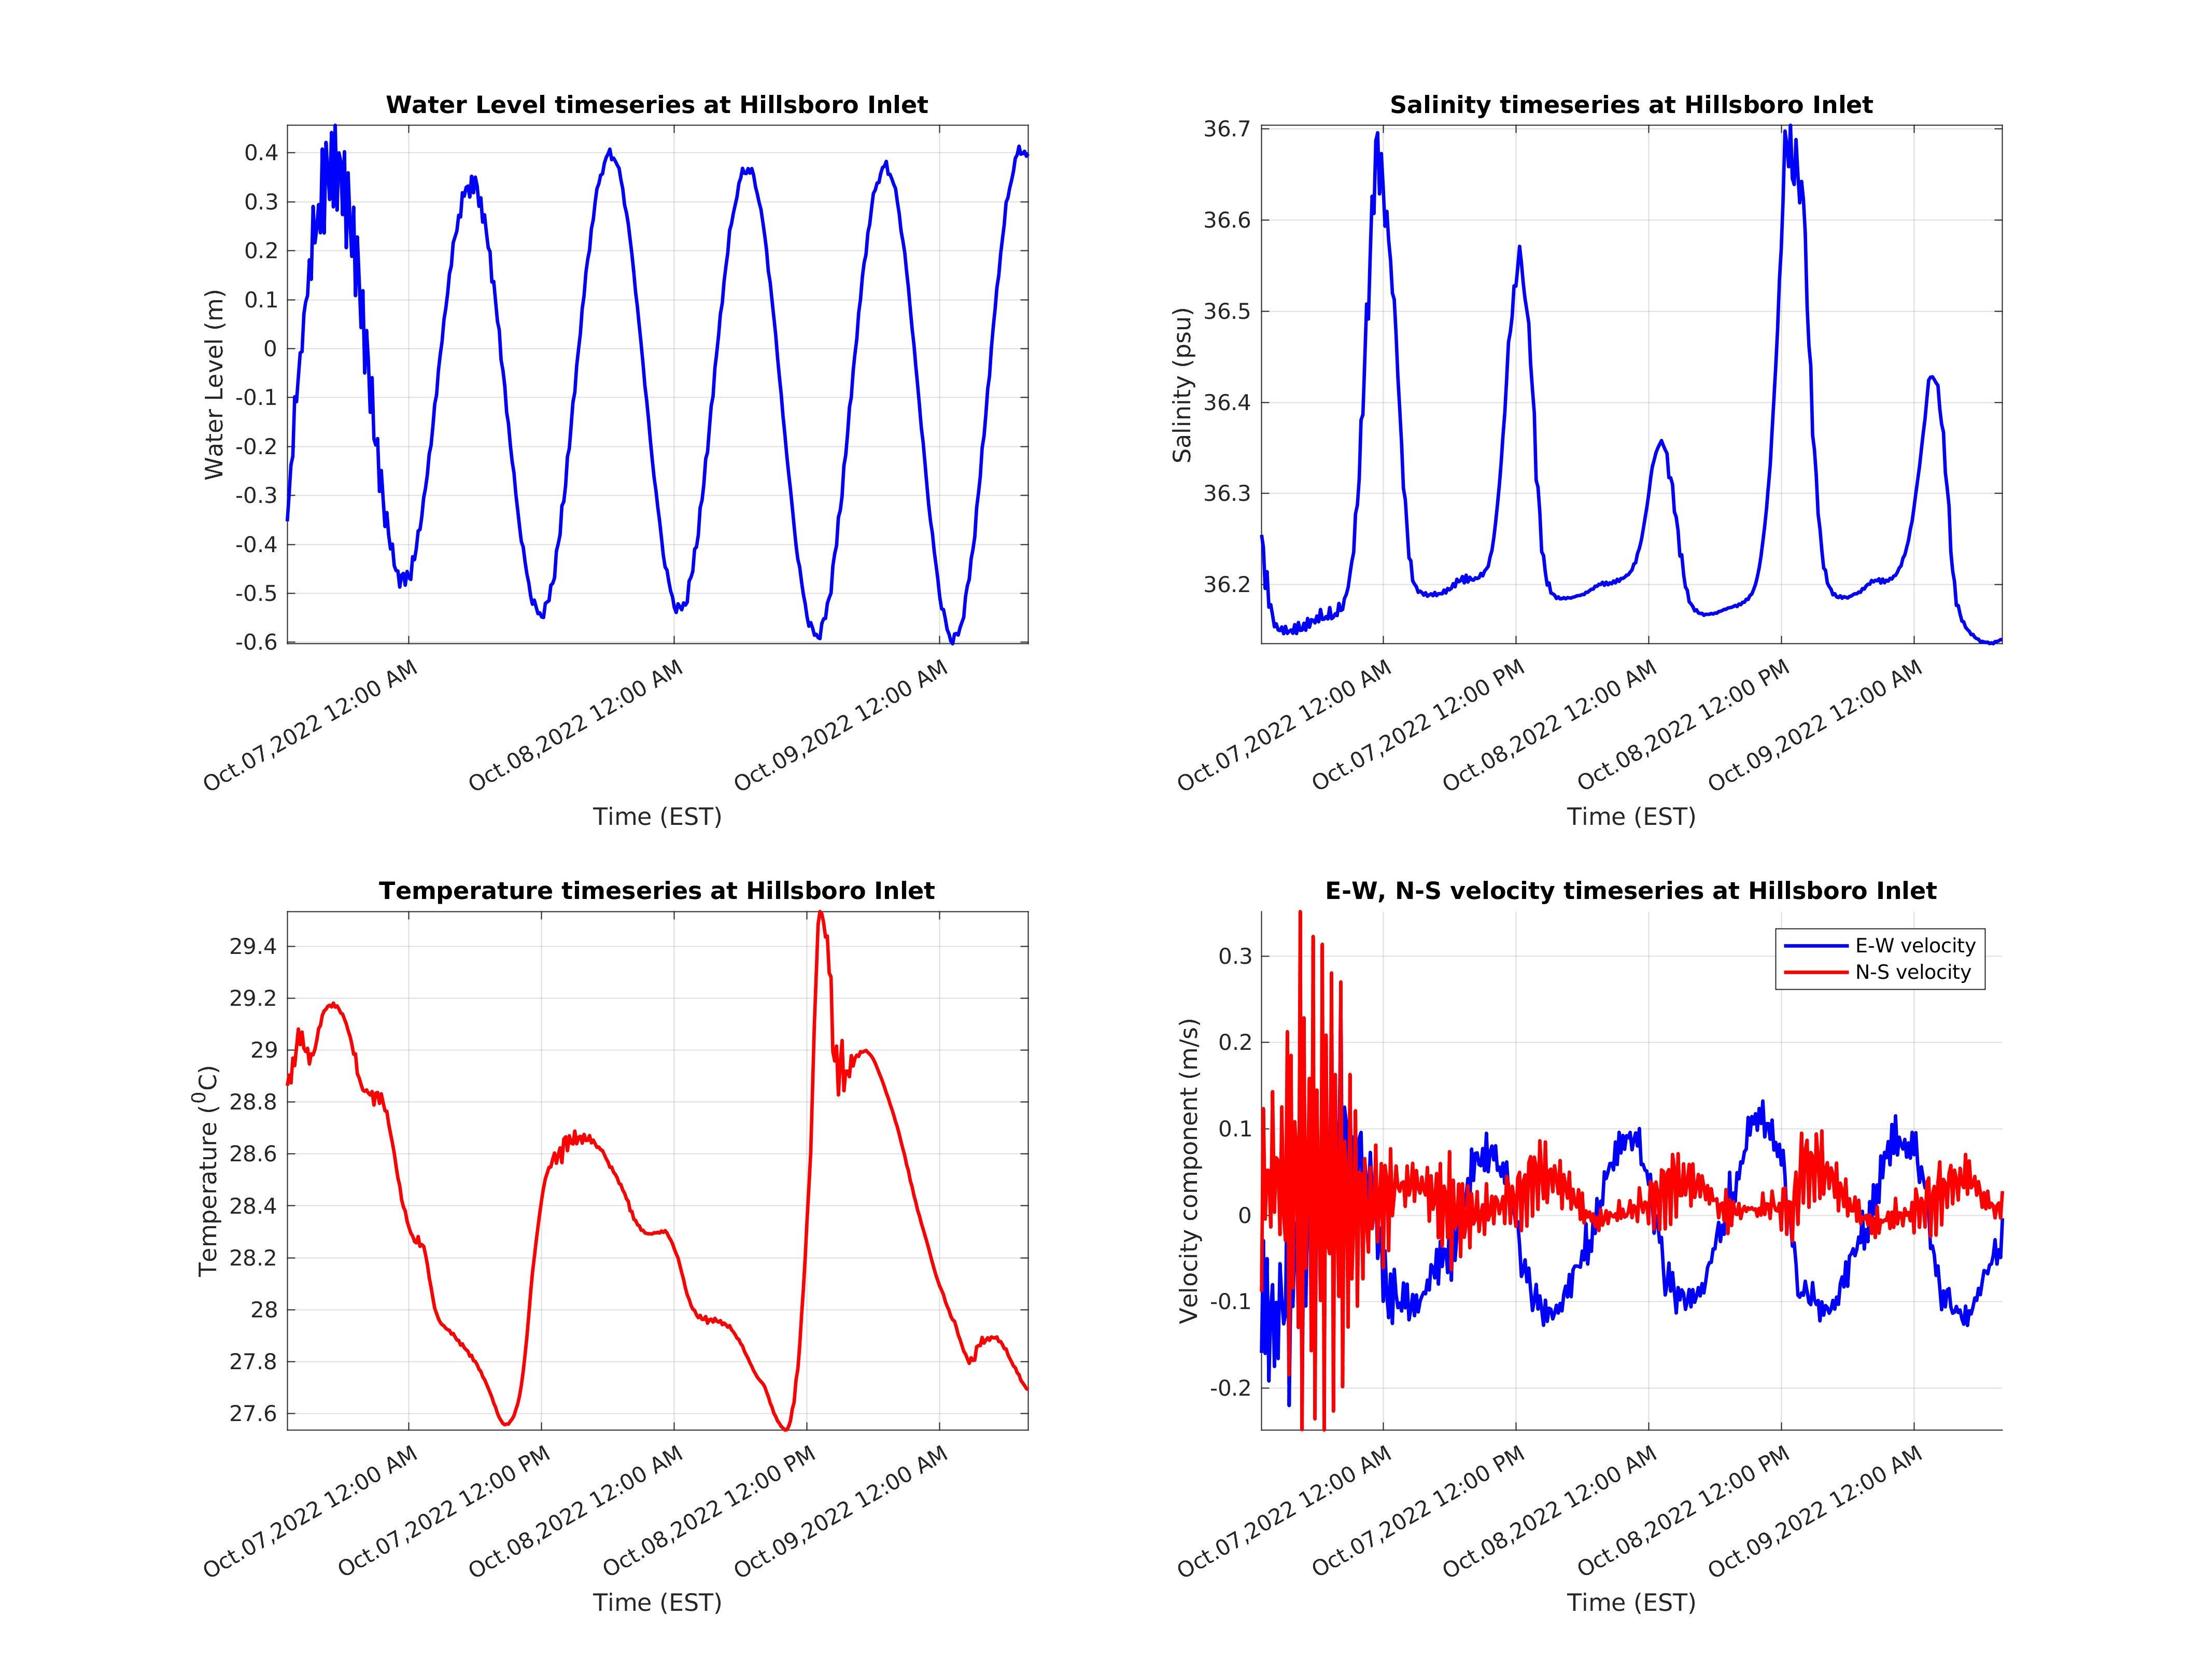 Water Level timeseries at Hillsboro Inlet
Water Level (m)
0.4
0.3
0.2
0.1
0
-0.1
-0.2
-0.3
-0.4
-0.5
-0.6
Oct.07,2022 12:00 AM
Oct.08,2022 12:00 AM
Oct.09,2022 12:00 AM
Time (EST)
Salinity timeseries at Hillsboro Inlet
Salinity (psu)
36.7
36.6
36.5
36.4
36.3
36.2
Oct.07,2022 12:00 AM
Oct.07,2022 12:00 PM
Oct.08,2022 12:00 AM
Oct.08,2022 12:00 PM
Oct.09,2022 12:00 AM
Time (EST)
Temperature timeseries at Hillsboro Inlet
Temperature (⁰C)
29.4
29.2
29
28.8
28.6
28.4
28.2
28
27.8
27.6
Oct.07,2022 12:00 AM
Oct.07,2022 12:00 PM
Oct.08,2022 12:00 AM
Oct.08,2022 12:00 PM
Oct.09,2022 12:00 AM
Time (EST)
E-W, N-S velocity timeseries at Hillsboro Inlet
E-W velocity
N-S velocity
Velocity component (m/s)
0.3
0.2
0.1
0
-0.1
-0.2
Oct.07,2022 12:00 AM
Oct.07,2022 12:00 PM
Oct.08,2022 12:00 AM
Oct.08,2022 12:00 PM
Oct.09,2022 12:00 AM
Time (EST)